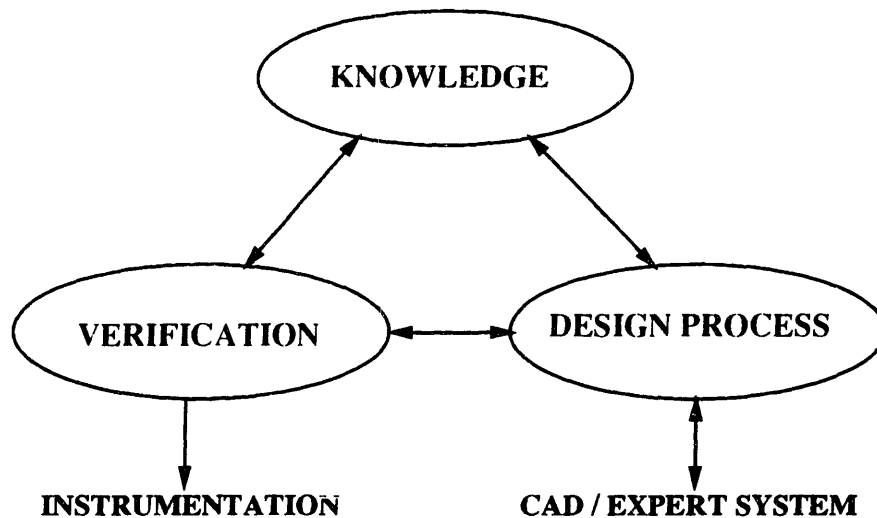 KNOWLEDGE
VERIFICATION
DESIGN PROCESS
INSTRUMENTATION
CAD / EXPERT SYSTEM